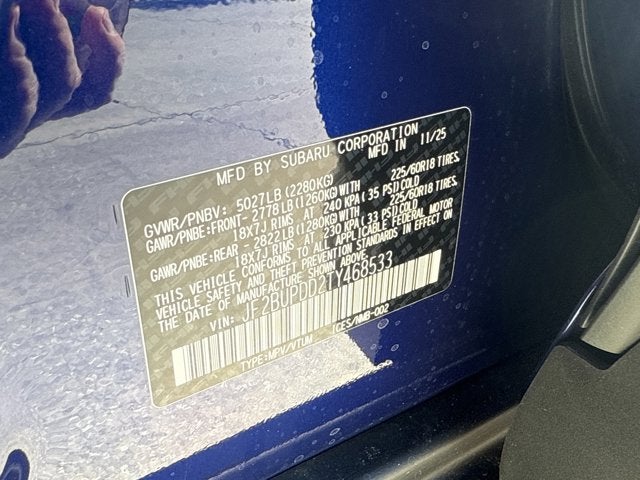 MFD BY SUBARU CORPORATION
MFD IN 11/25
GVWR/PNBV: 5027LB(2280KG)
GAWR/PNBE:FRONT- 2778LB(1260KG)WITH 225/60R18 TIRES.
18X7J RIMS AT 240 KPA(35 PSI)COLD
GAWR/PNBE:REAR - 2822LB(1280KG)WITH 225/60R18 TIRES.
18X7J RIMS AT 230 KPA(33 PSI)COLD
THIS VEHICLE CONFORMS TO ALL APPLICABLE FEDERAL MOTOR
VEHICLE SAFETY AND THEFT PREVENTION STANDARDS IN EFFECT ON
THE DATE OF MANUFACTURE SHOWN ABOVE.
VIN: JF2BUPDD2TY468533
TYPE:MPV/VTUM ICES/NMB-002